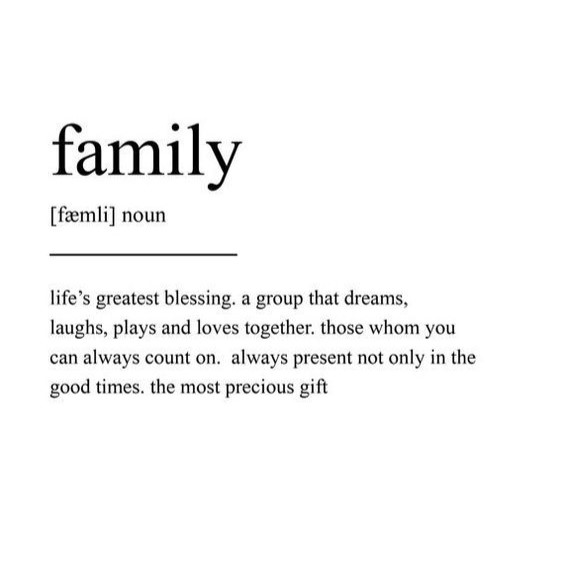 family
[fæmli] noun
life’s greatest blessing. a group that dreams,
laughs, plays and loves together. those whom you
can always count on.  always present not only in the
good times. the most precious gift